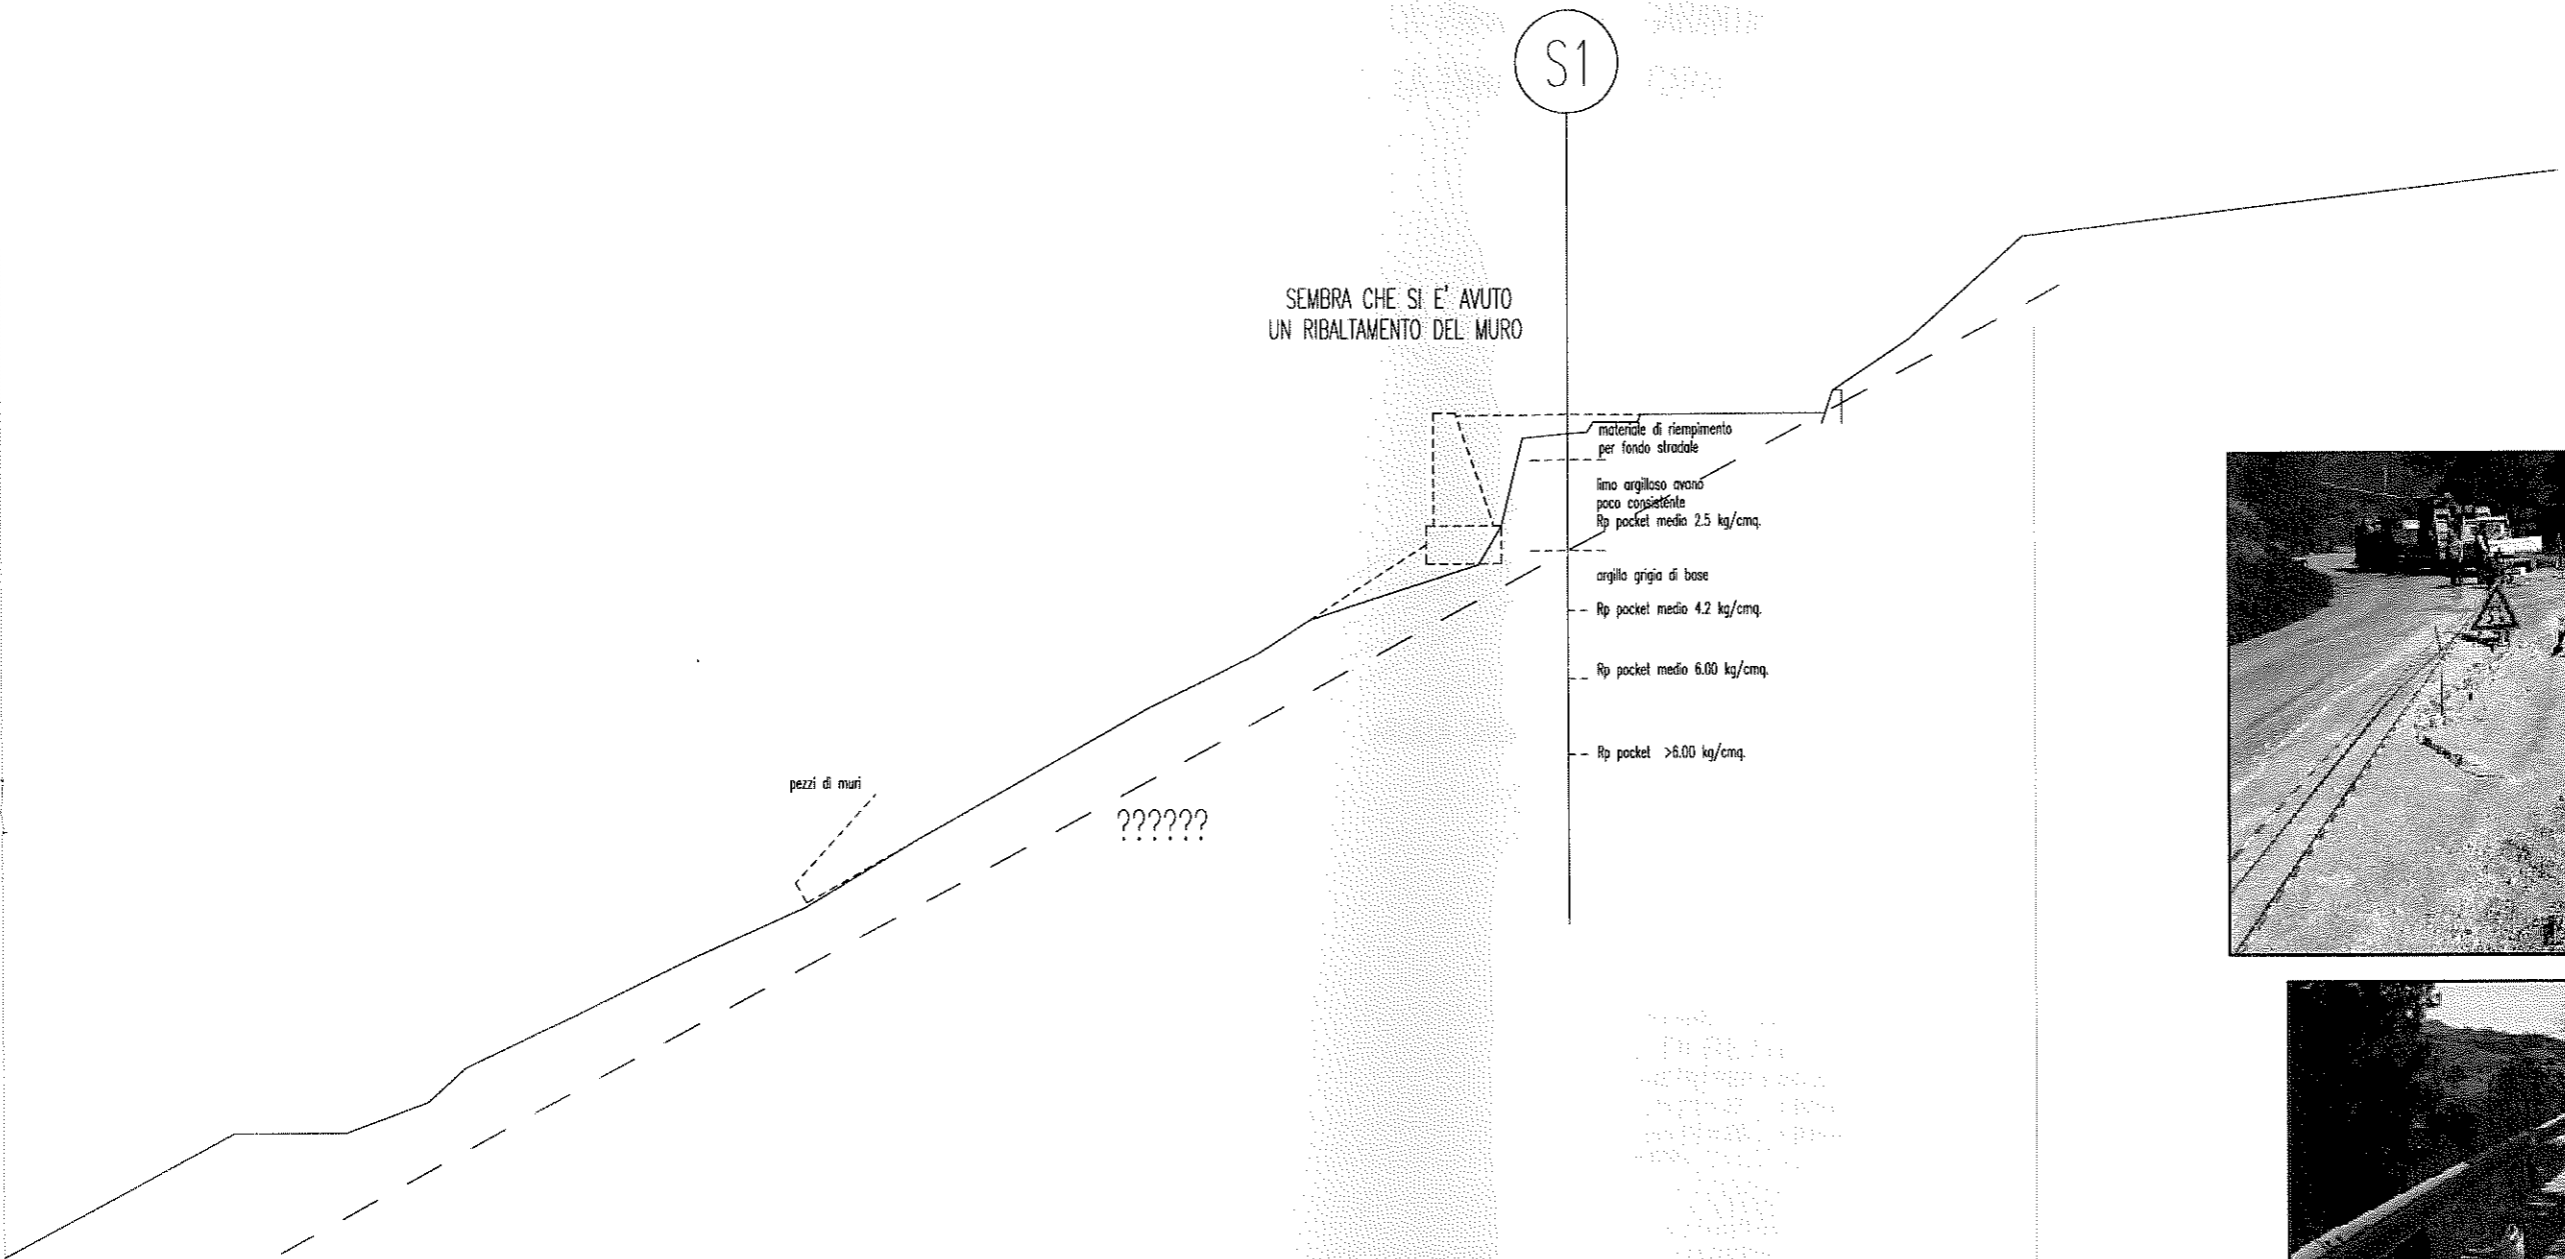 S1
SEMBRA CHE SI E' AVUTO
UN RIBALTAMENTO DEL MURO
materiale di riempimento
per fondo stradale
limo argilloso avana
poco consistente
Rp pocket medio 2.5 kg/cmq.
argilla grigia di base
Rp pocket medio 4.2 kg/cmq.
Rp pocket medio 6.00 kg/cmq.
Rp pocket >6.00 kg/cmq.
pezzi di muri
??????